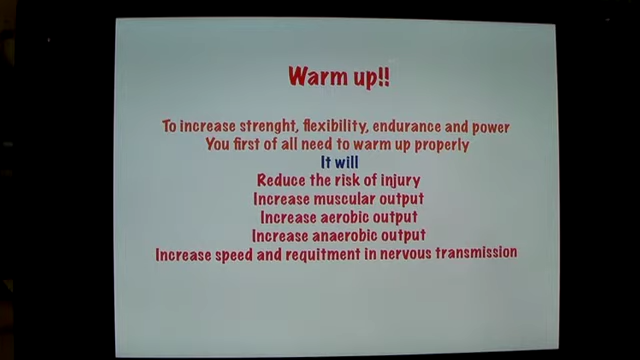 Warm up!!
To increase strenght, flexibility, endurance and power
You first of all need to warm up properly
It will
Reduce the risk of injury
Increase muscular output
Increase aerobic output
Increase anaerobic output
Increase speed and requitment in nervous transmission